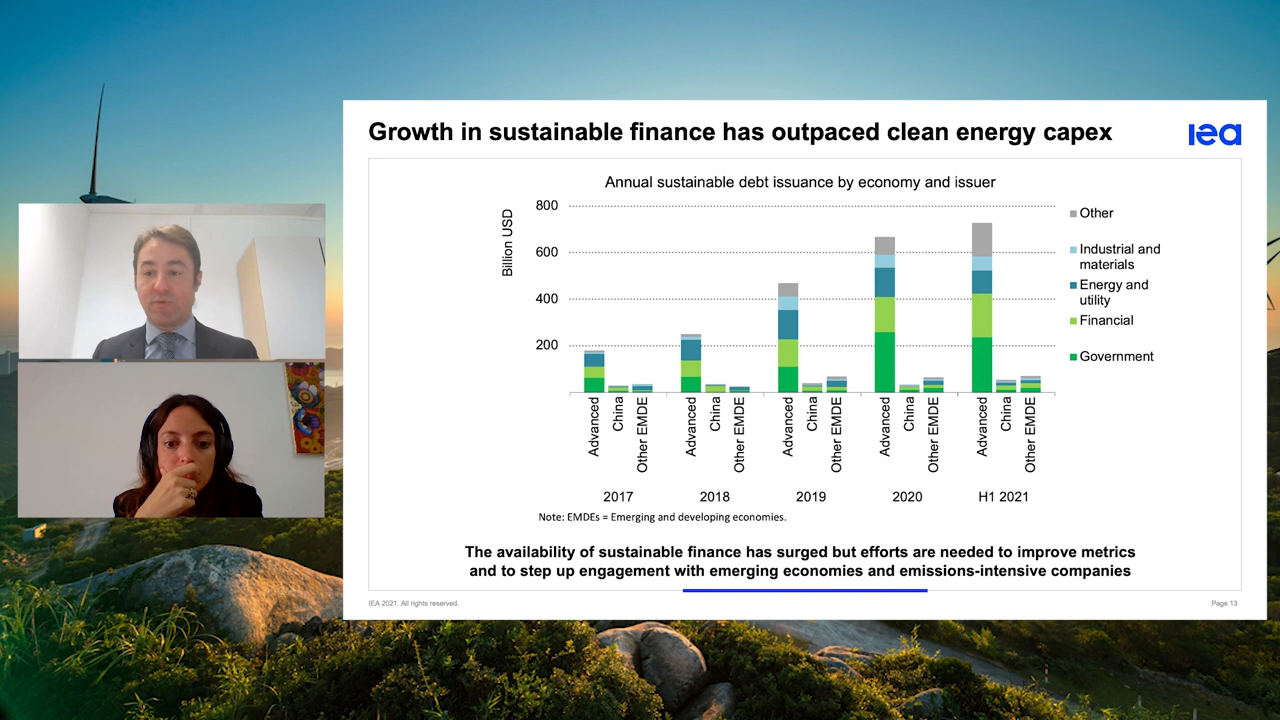 Growth in sustainable finance has outpaced clean energy capex
iea
Annual sustainable debt issuance by economy and issuer
Billion USD
800
600
400
200
Other
Industrial and
materials
Energy and
utility
Financial
Government
Advanced
China
Other EMDE
Advanced
China
Other EMDE
Advanced
China
Other EMDE
Advanced
China
Other EMDE
Advanced
China
Other EMDE
2017
2018
2019
2020
H1 2021
Note: EMDEs = Emerging and developing economies.
The availability of sustainable finance has surged but efforts are needed to improve metrics
and to step up engagement with emerging economies and emissions-intensive companies
IEA 2021. All rights reserved.
Page 13